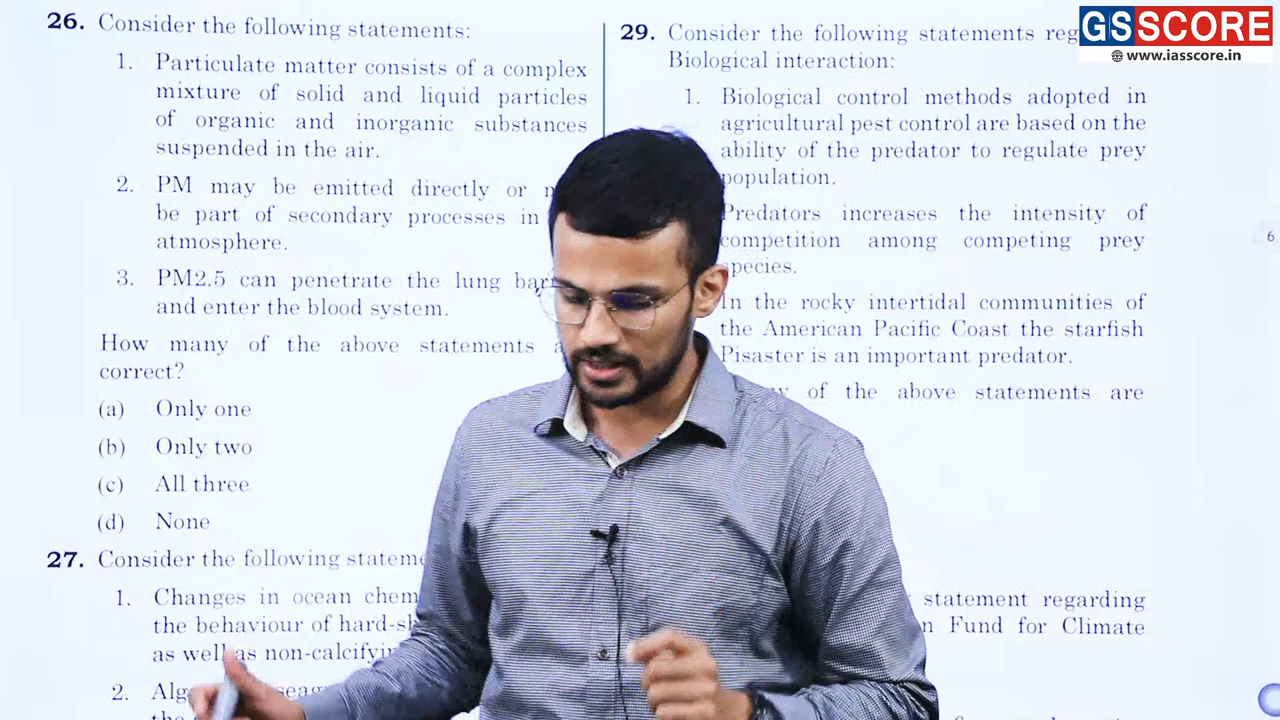 26. Consider the following statements:
1. Particulate matter consists of a complex
mixture of solid and liquid particles
of organic and inorganic substances
suspended in the air.
2. PM may be emitted directly or
be part of secondary processes in
atmosphere.
3. PM2.5 can penetrate the lung
and enter the blood system.
How many of the above statements
correct?
(a) Only one
(b) Only two
(c) All three
(d) None
27. Consider the following
1. Changes in ocean
the behaviour of
as well as
2.
29. Consider the following statements
Biological interaction:
1. Biological control methods adopted in
agricultural pest control are based on the
ability of the predator to regulate prey
population.
Predators increases the intensity of
competition among competing prey
species.
In the rocky intertidal communities of
the American Pacific Coast the starfish
Pisaster is an important predator.
of the above statements are
statement regarding
Fund for Climate
GSSCORE
www.iasscore.in
6